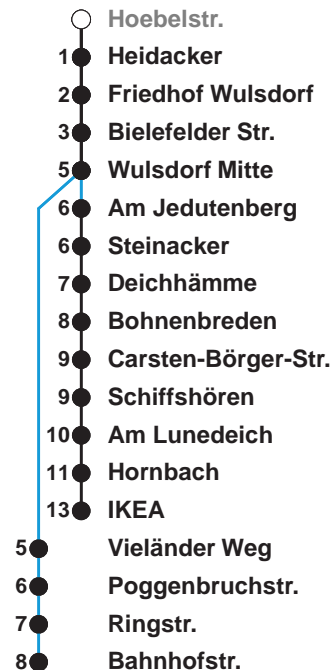 Hoebelstr.
1 Heidacker
2 Friedhof Wulsdorf
3 Bielefelder Str.
5 Wulsdorf Mitte
6 Am Jedutenberg
6 Steinacker
7 Deichhämme
8 Bohnenbreden
9 Carsten-Börger-Str.
9 Schiffshören
10 Am Lunedeich
11 Hornbach
13 IKEA
5 Vieländer Weg
6 Poggenbruchstr.
7 Ringstr.
8 Bahnhofstr.